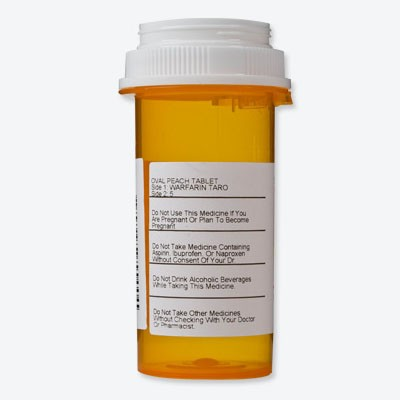 OVAL PEACH TABLET
Side 1: WARFARIN TARO
Side 2: 5
Do Not Use This Medicine If You
Are Pregnant Or Plan To Become
Pregnant
Do Not Take Medicine Containing
Aspirin, Ibuprofen, Or Naproxen
Without Consent Of Your Dr.
Do Not Drink Alcoholic Beverages
While Taking This Medicine.
Do Not Take Other Medicines
Without Checking With Your Doctor
Or Pharmacist.